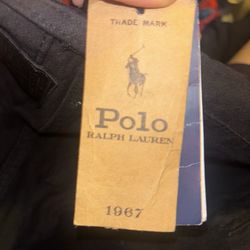 TRADE MARK
Polo
RALPH LAUREN
1967